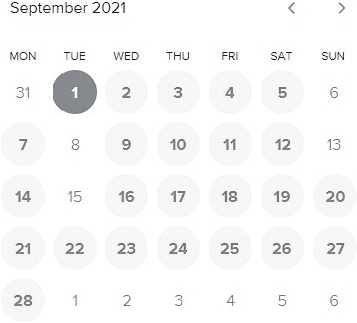 September 2021
MON TUE WED THU FRI SAT SUN
31 1 2 3 4 5 6
7 8 9 10 11 12 13
14 15 16 17 18 19 20
21 22 23 24 25 26 27
28 1 2 3 4 5 6